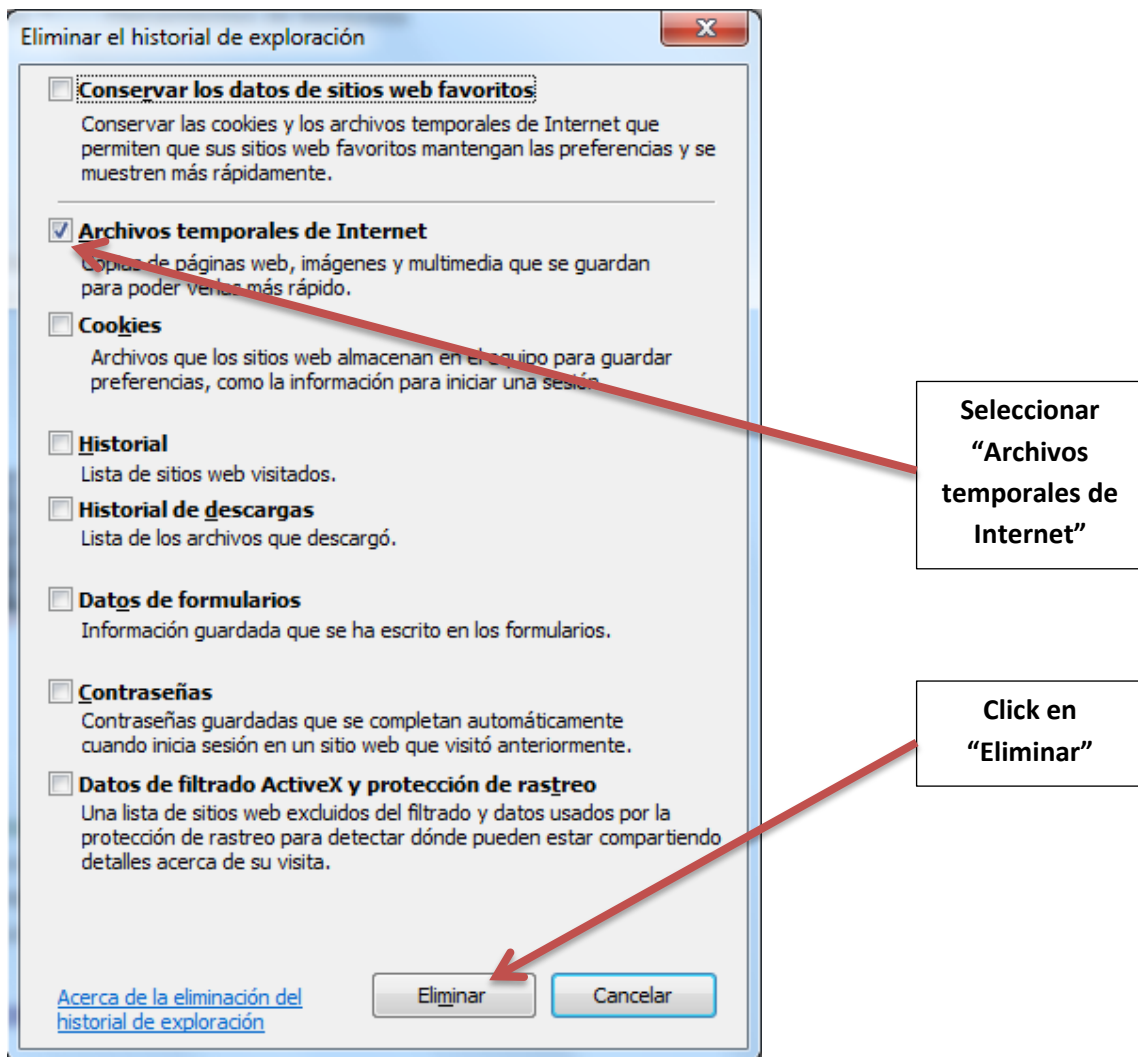 Eliminar el historial de exploración
Conservar los datos de sitios web favoritos
Conservar las cookies y los archivos temporales de Internet que
permiten que sus sitios web favoritos mantengan las preferencias y se
muestren más rápidamente.
Archivos temporales de Internet
Copias de páginas web, imágenes y multimedia que se guardan
para poder verlas más rápido.
Cookies
Archivos que los sitios web almacenan en el equipo para guardar
preferencias, como la información para iniciar una sesión.
Seleccionar
“Archivos
temporales de
Internet”
Historial
Lista de sitios web visitados.
Historial de descargas
Lista de los archivos que descargó.
Datos de formularios
Información guardada que se ha escrito en los formularios.
Contraseñas
Contraseñas guardadas que se completan automáticamente
cuando inicia sesión en un sitio web que visitó anteriormente.
Click en
“Eliminar”
Datos de filtrado ActiveX y protección de rastreo
Una lista de sitios web excluidos del filtrado y datos usados por la
protección de rastreo para detectar dónde pueden estar compartiendo
detalles acerca de su visita.
Acerca de la eliminación del
historial de exploración
Eliminar
Cancelar